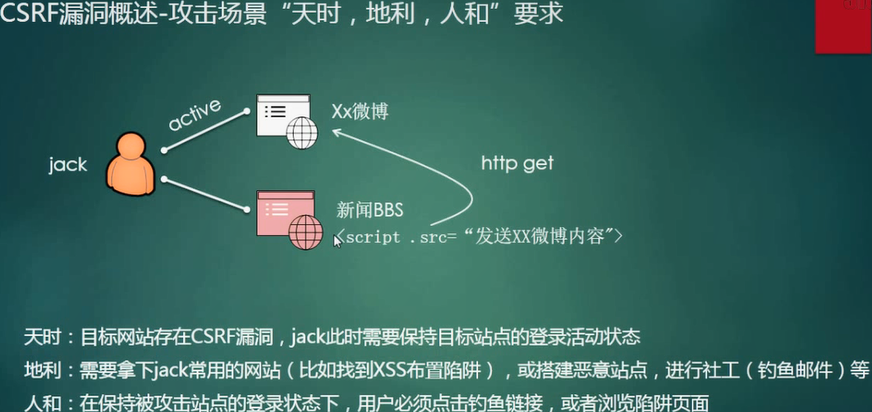 CSRF漏洞概述-攻击场景“天时，地利，人和”要求
active
Xx微博
jack
http get
新闻BBS
<script .src=“发送XX微博内容">
天时：目标网站存在CSRF漏洞，jack此时需要保持目标站点的登录活动状态
地利：需要拿下jack常用的网站（比如找到XSS布置陷阱），或搭建恶意站点，进行社工（钓鱼邮件）等
人和：在保持被攻击站点的登录状态下，用户必须点击钓鱼链接，或者浏览陷阱页面